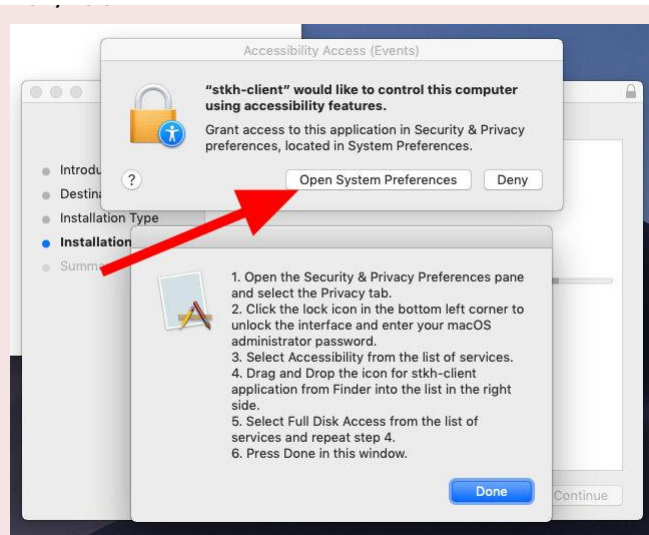 Accessibility Access (Events)
“stkh-client” would like to control this computer
using accessibility features.
Grant access to this application in Security & Privacy
preferences, located in System Preferences.
?
Open System Preferences
Deny
Introdu
Destina
Installation Type
Installation
Summa
1. Open the Security & Privacy Preferences pane
and select the Privacy tab.
2. Click the lock icon in the bottom left corner to
unlock the interface and enter your macOS
administrator password.
3. Select Accessibility from the list of services.
4. Drag and Drop the icon for stkh-client
application from Finder into the list in the right
side.
5. Select Full Disk Access from the list of
services and repeat step 4.
6. Press Done in this window.
Done
Continue